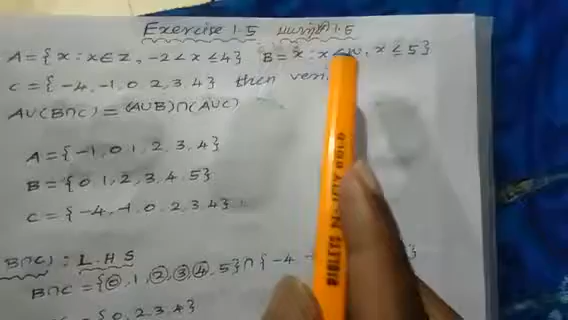 Exercise 1.5 பயிற்சி 1.5
A = {x : x ∈ Z, -2 < x ≤ 4} B = x : x ∈ W, x ≤ 5}
C = {-4, -1, 0, 2, 3, 4} then veri
A∪(B∩C) = (A∪B)∩(A∪C)
A = {-1, 0 1, 2, 3, 4}
B = {0 1, 2, 3, 4 5}
C = {-4, -1, 0, 2 3 4}
B∩C) : L.H.S
B∩C = {0, 1, 2 3 4, 5} ∩ {-4 }
= {0, 2, 3 4}